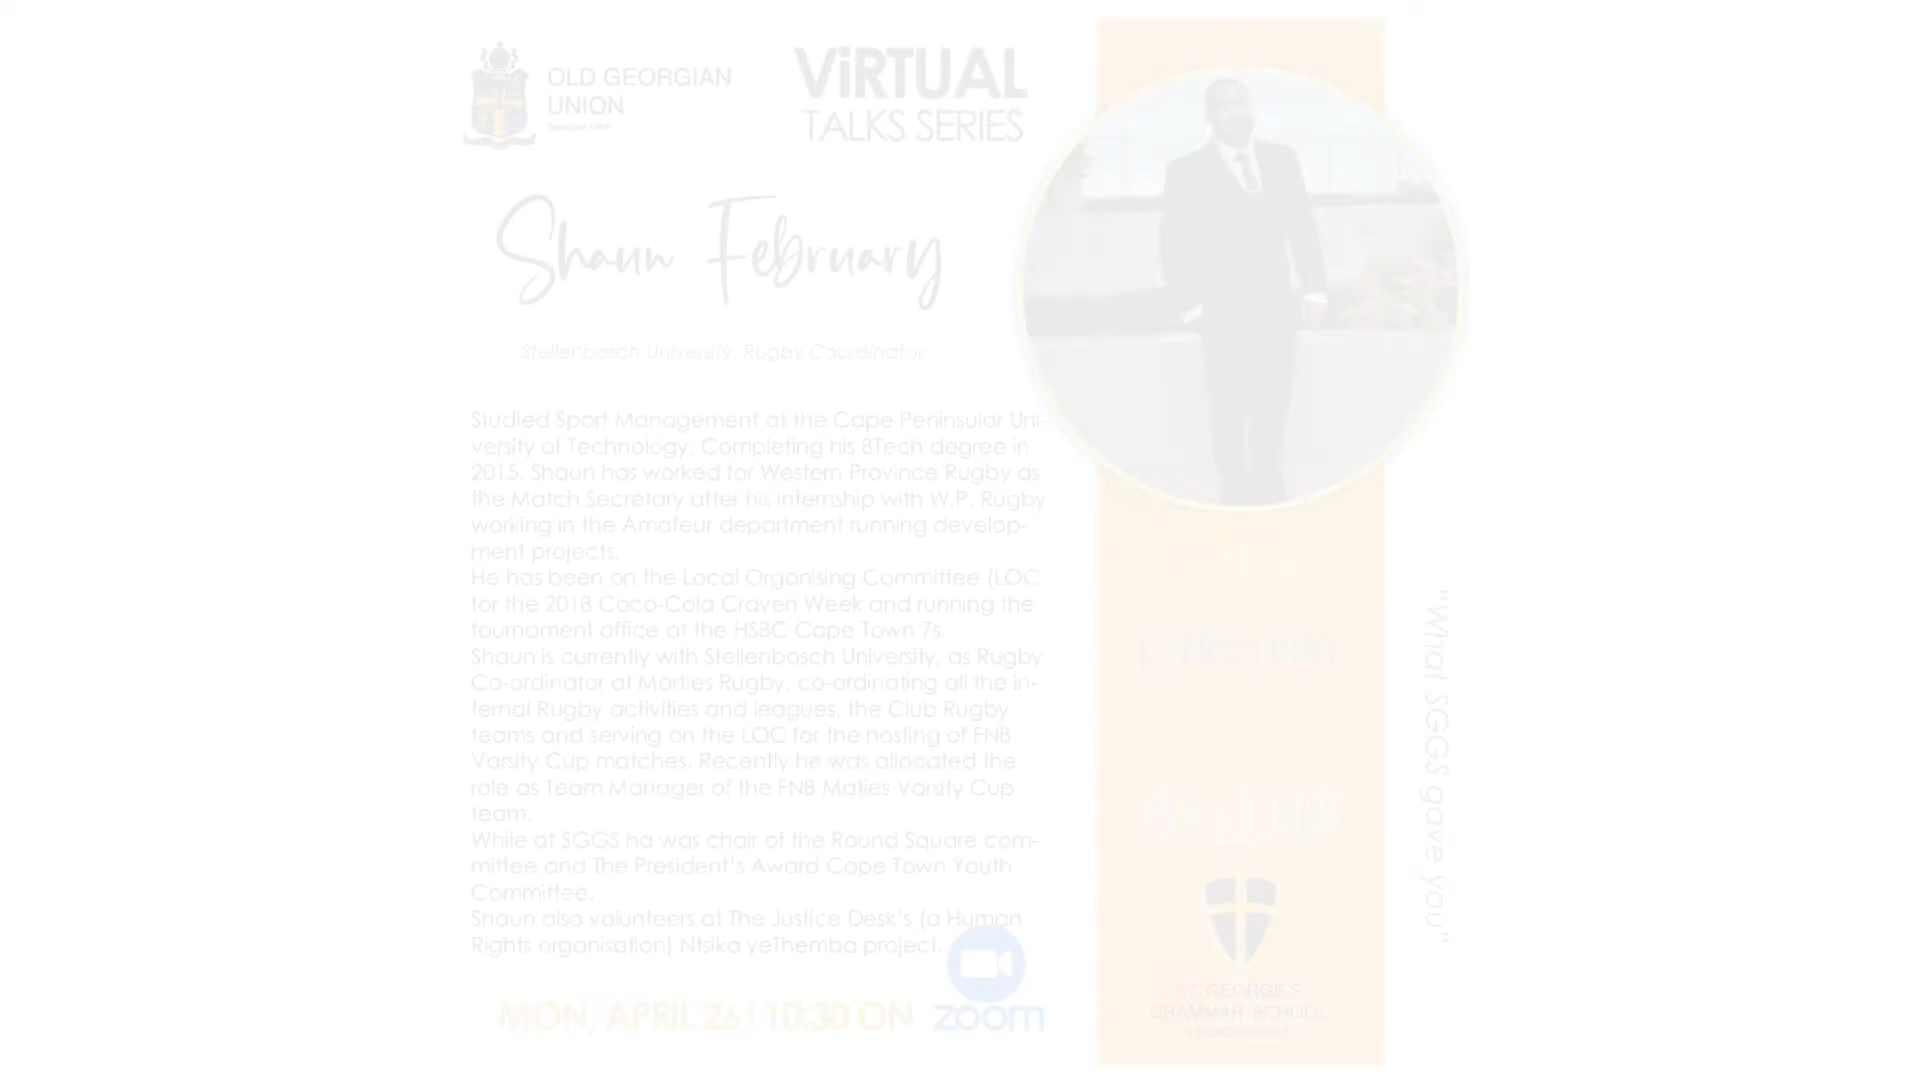 OLD GEORGIAN
UNION
ViRTUAL
TALKS SERIES
Shaun February
Stellenbosch University: Rugby Coordinator
Studied Sport Management at the Cape Peninsular Uni-
versity of Technology. Completing his BTech degree in
2015. Shaun has worked for Western Province Rugby as
the Match Secretary after his internship with W.P. Rugby
working in the Amateur department running develop-
ment projects.
He has been on the Local Organising Committee (LOC
for the 2018 Coco-Cola Craven Week and running the
tournament office at the HSBC Cape Town 7s.
Shaun is currently with Stellenbosch University, as Rugby
Co-ordinator at Marties Rugby, co-ordinating all the in-
ternal Rugby activities and leagues, the Club Rugby
teams and serving on the LOC for the hosting of FNB
Varsity Cup matches. Recently he was allocated the
role as Team Manager of the FNB Maties Varsity Cup
team.
While at SGGS ha was chair of the Round Square com-
mittee and The President's Award Cape Town Youth
Committee.
Shaun also volunteers at The Justice Desk's (a Human
Rights organisation) Ntsika yeThemba project.
MON, APRIL 26 | 10:30 ON
zoom
"What SGGS gave you"
ST. GEORGE'S
GRAMMAR SCHOOL